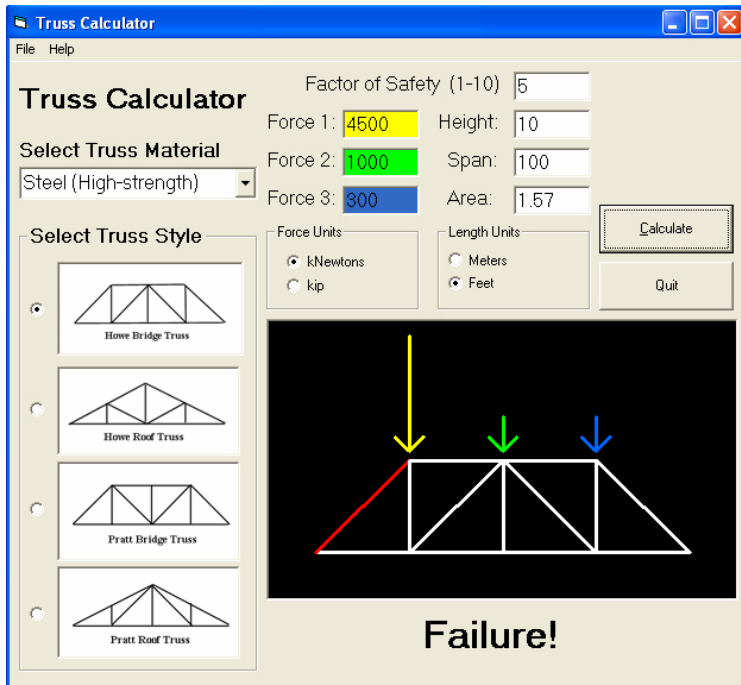 Truss Calculator
File Help
Truss Calculator
Factor of Safety (1-10) 5
Force 1: 4500 Height: 10
Select Truss Material
Steel (High-strength)
Force 2: 1000 Span: 100
Force 3: 300 Area: 1.57
Select Truss Style
Howe Bridge Truss
Howe Roof Truss
Pratt Bridge Truss
Pratt Roof Truss
Force Units
kNewtons
kip
Length Units
Meters
Feet
Calculate
Quit
Failure!